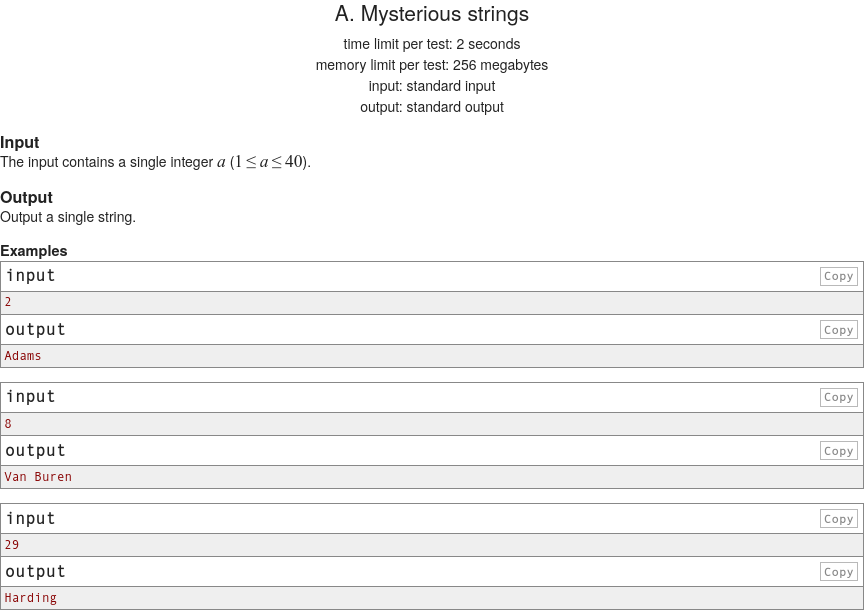 A. Mysterious strings
time limit per test: 2 seconds
memory limit per test: 256 megabytes
input: standard input
output: standard output
Input
The input contains a single integer a (1 ≤ a ≤ 40).
Output
Output a single string.
Examples
input Copy
2
output Copy
Adams
input Copy
8
output Copy
Van Buren
input Copy
29
output Copy
Harding